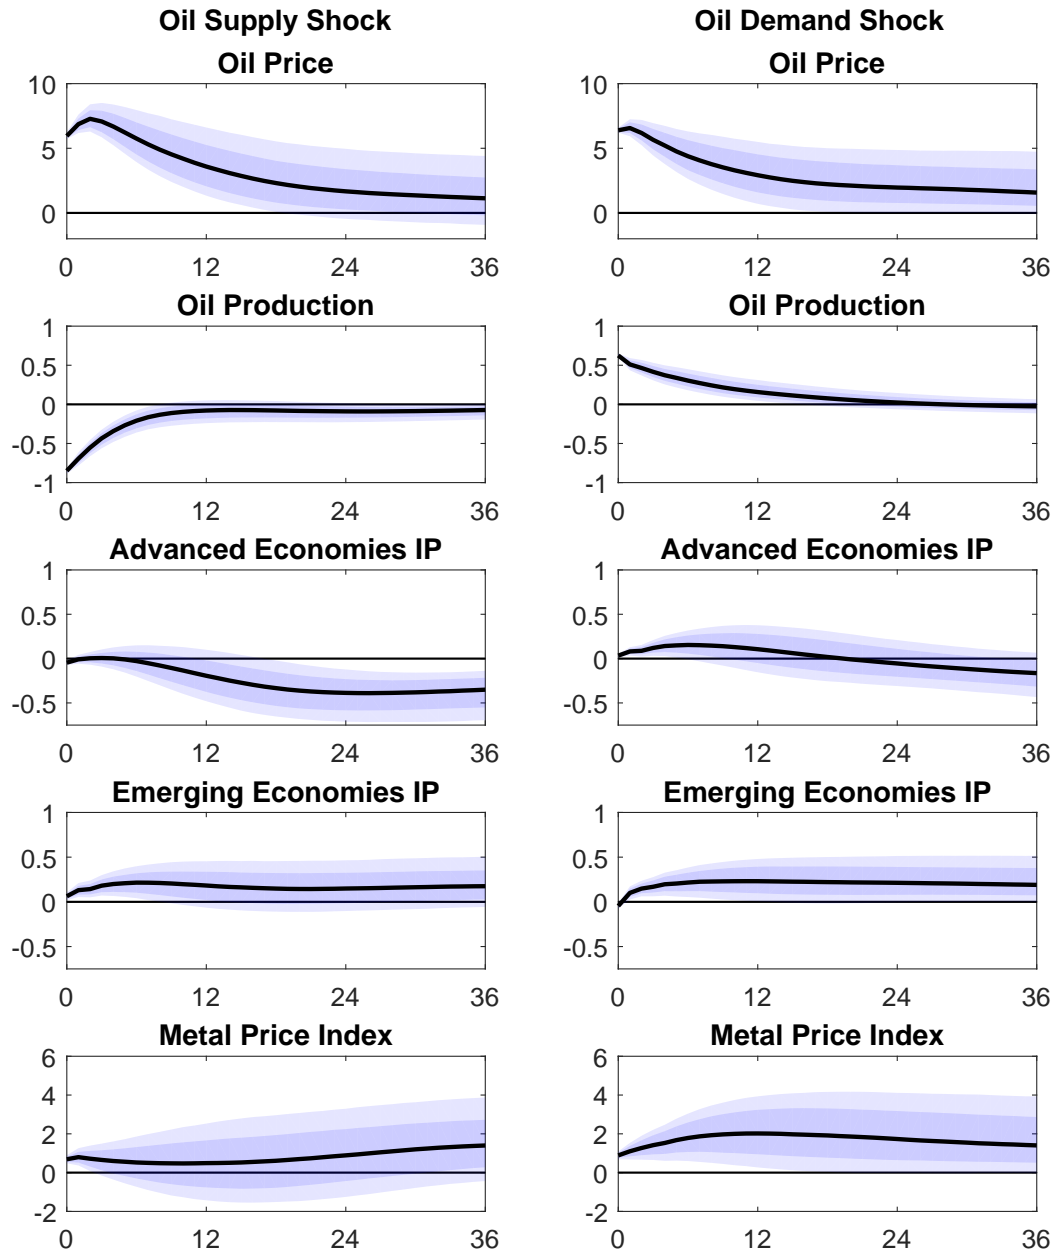 Oil Supply Shock Oil Demand Shock
Oil Price Oil Price
10 10
5 5
0 0
0 12 24 36 0 12 24 36
Oil Production Oil Production
1 1
0.5 0.5
0 0
-0.5 -0.5
-1 -1
0 12 24 36 0 12 24 36
Advanced Economies IP Advanced Economies IP
1 1
0.5 0.5
0 0
-0.5 -0.5
0 12 24 36 0 12 24 36
Emerging Economies IP Emerging Economies IP
1 1
0.5 0.5
0 0
-0.5 -0.5
0 12 24 36 0 12 24 36
Metal Price Index Metal Price Index
6 6
4 4
2 2
0 0
-2 -2
0 12 24 36 0 12 24 36